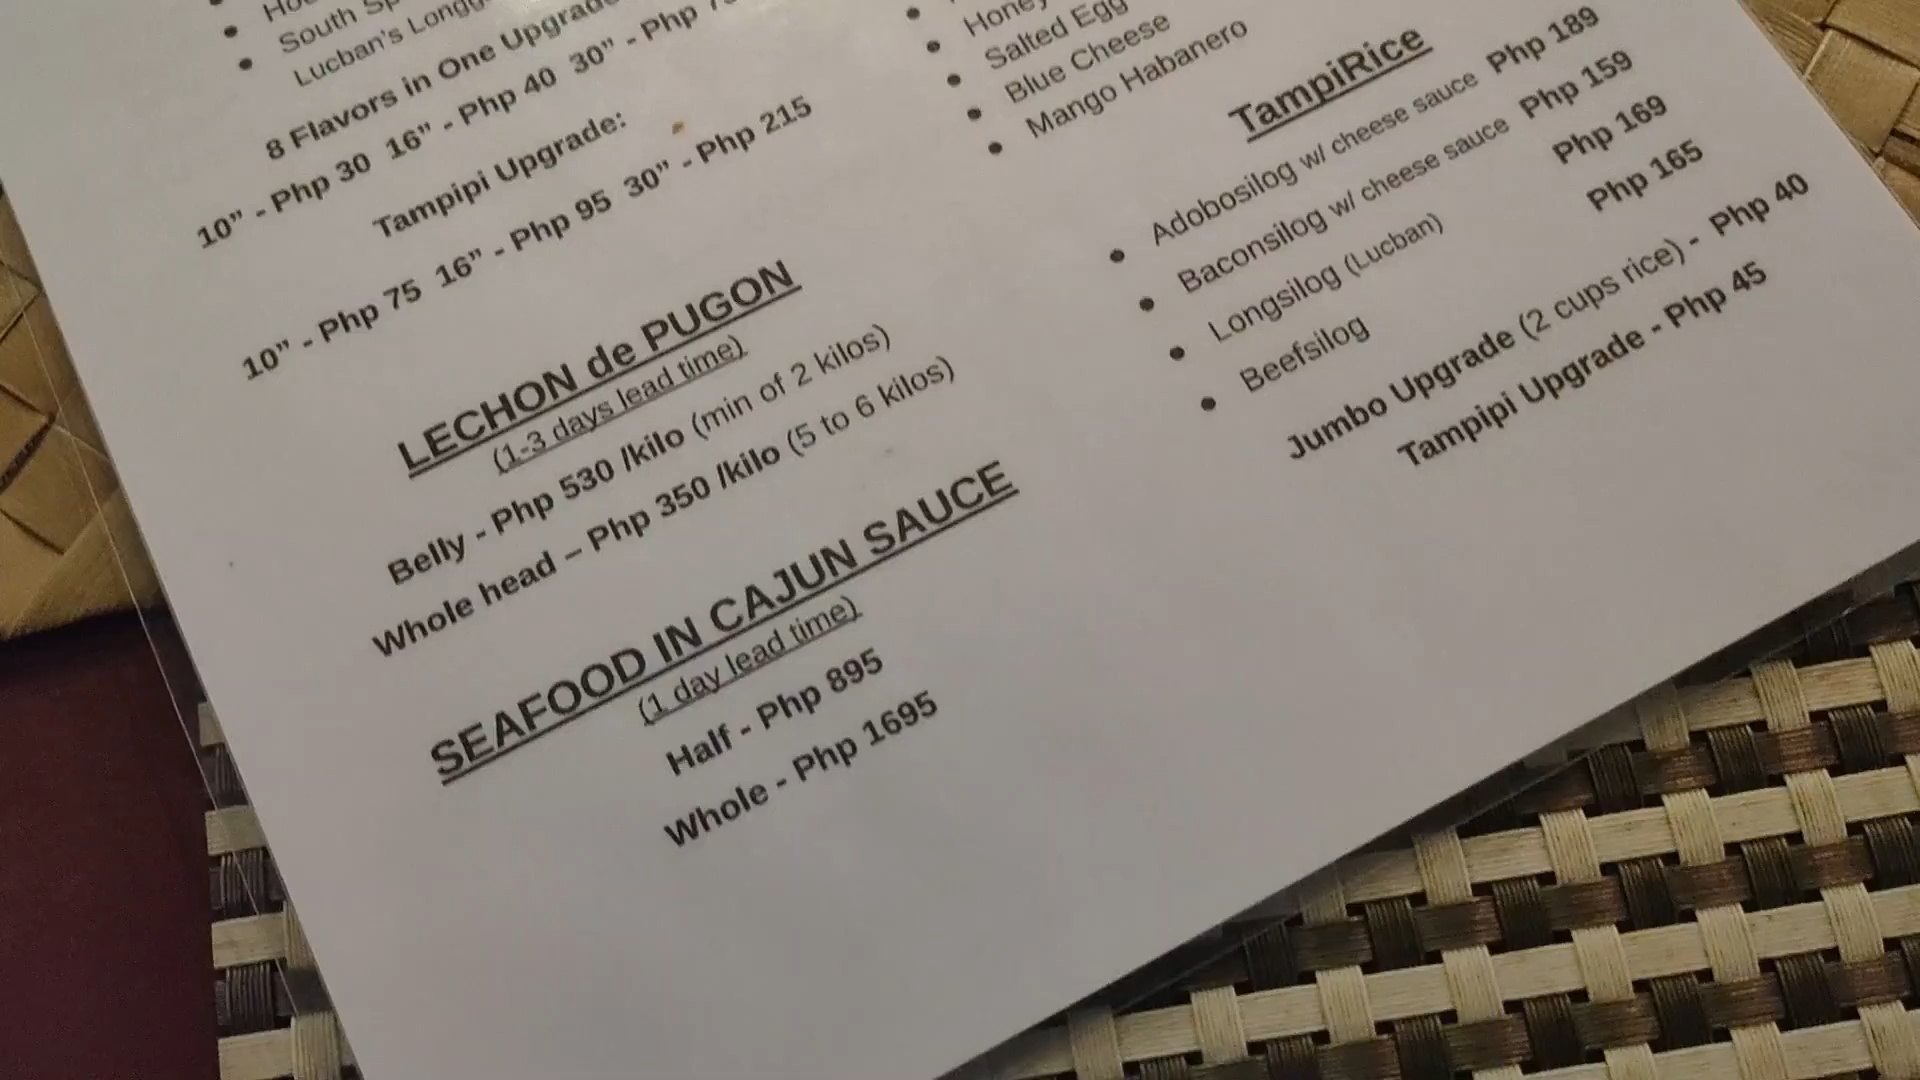 South
Lucban's
8 Flavors in One
10” - Php 30 16” - Php 40 30” - Php
Tampipi Upgrade:
10” - Php 75 16” - Php 95 30” - Php 215
LECHON de PUGON
(1-3 days lead time)
Belly - Php 530 /kilo (min of 2 kilos)
Whole head – Php 350 /kilo (5 to 6 kilos)
SEAFOOD IN CAJUN SAUCE
(1 day lead time)
Half - Php 895
Whole - Php 1695
Honey
Salted Egg
Blue Cheese
Mango Habanero
TampiRice
Adobosilog w/ cheese sauce Php 189
Baconsilog w/ cheese sauce Php 159
Longsilog (Lucban) Php 169
Beefsilog Php 165
Jumbo Upgrade (2 cups rice) - Php 40
Tampipi Upgrade - Php 45